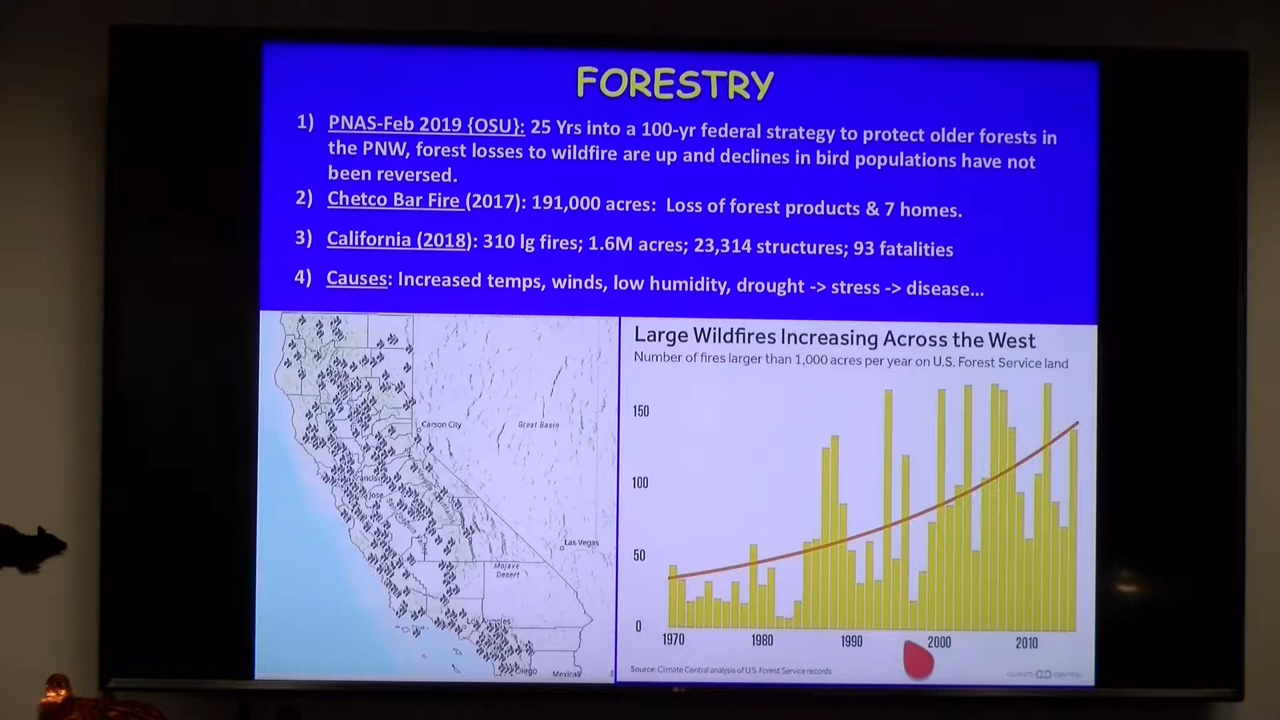 FORESTRY
1) PNAS-Feb 2019 {OSU}: 25 Yrs into a 100-yr federal strategy to protect older forests in
the PNW, forest losses to wildfire are up and declines in bird populations have not
been reversed.
2) Chetco Bar Fire (2017): 191,000 acres: Loss of forest products & 7 homes.
3) California (2018): 310 lg fires; 1.6M acres; 23,314 structures; 93 fatalities
4) Causes: Increased temps, winds, low humidity, drought -> stress -> disease...
Large Wildfires Increasing Across the West
Number of fires larger than 1,000 acres per year on U.S. Forest Service land
150
100
50
0
1970 1980 1990 2000 2010
Source: Climate Central analysis of U.S. Forest Service records
CLIMATE CENTRAL
Carson City
Great Basin
Jose
Las Vegas
Mojave
Desert
Los Angeles
Diego
Mexicali
LG